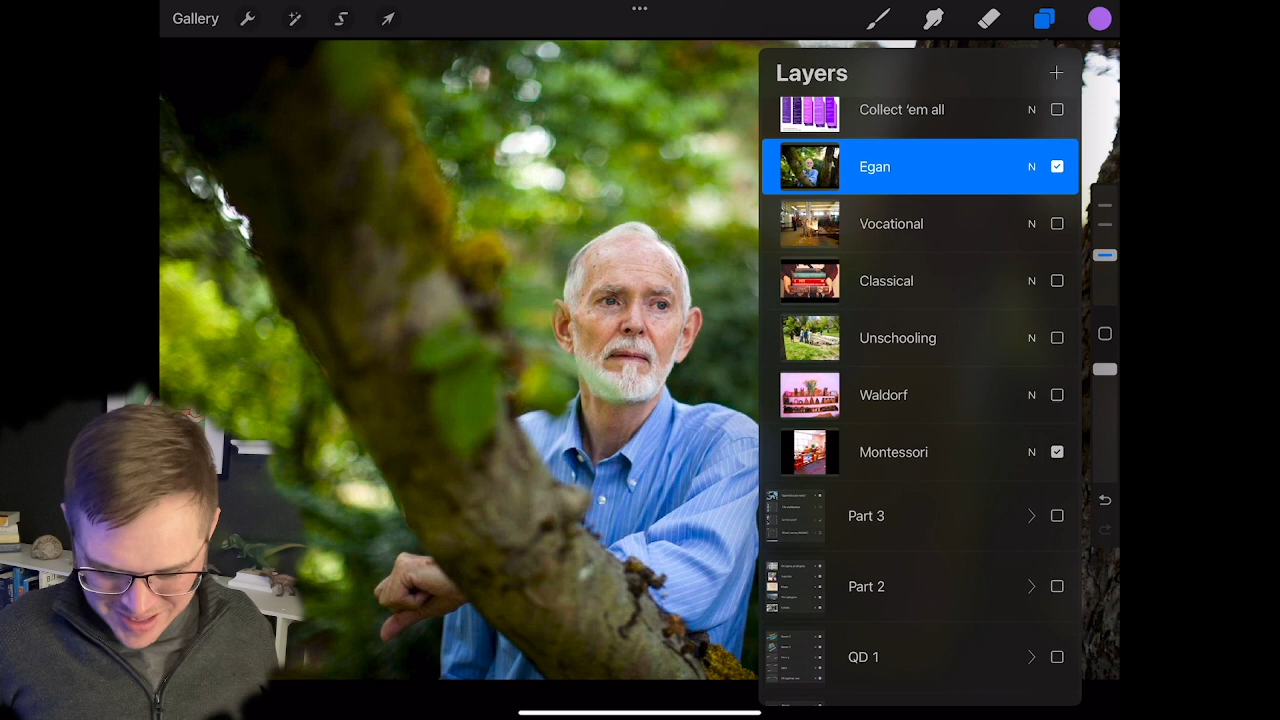 Gallery
Layers
Collect 'em all N
Egan N
Vocational N
Classical N
Unschooling N
Waldorf N
Montessori N
Part 3
Part 2
QD 1